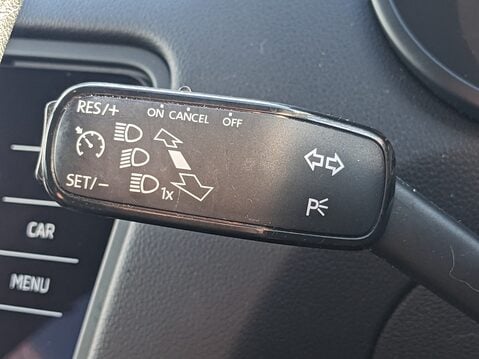 RES/+
ON CANCEL OFF
SET/-
1x
P
CAR
MENU